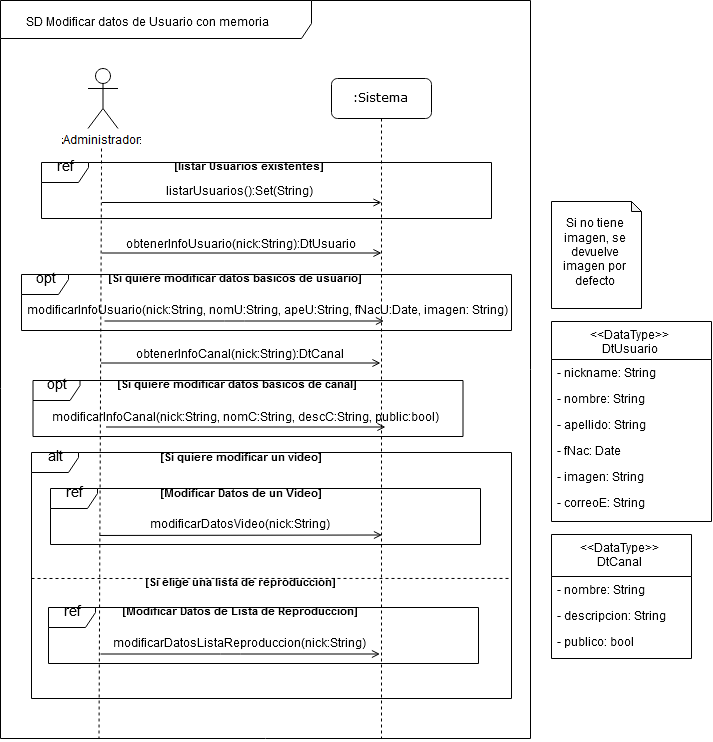 SD Modificar datos de Usuario con memoria
:Sistema
:Administrador:
ref
[listar Usuarios existentes]
listarUsuarios():Set(String)
obtenerInfoUsuario(nick:String):DtUsuario
opt
[Si quiere modificar datos basicos de usuario]
modificarInfoUsuario(nick:String, nomU:String, apeU:String, fNacU:Date, imagen: String)
obtenerInfoCanal(nick:String):DtCanal
opt
[Si quiere modificar datos basicos de canal]
modificarInfoCanal(nick:String, nomC:String, descC:String, public:bool)
alt
[Si quiere modificar un video]
ref
[Modificar Datos de un Video]
modificarDatosVideo(nick:String)
[Si elige una lista de reproduccion]
ref
[Modificar Datos de Lista de Reproduccion]
modificarDatosListaReproduccion(nick:String)
Si no tiene
imagen, se
devuelve
imagen por
defecto
<<DataType>>
DtUsuario
- nickname: String
- nombre: String
- apellido: String
- fNac: Date
- imagen: String
- correoE: String
<<DataType>>
DtCanal
- nombre: String
- descripcion: String
- publico: bool